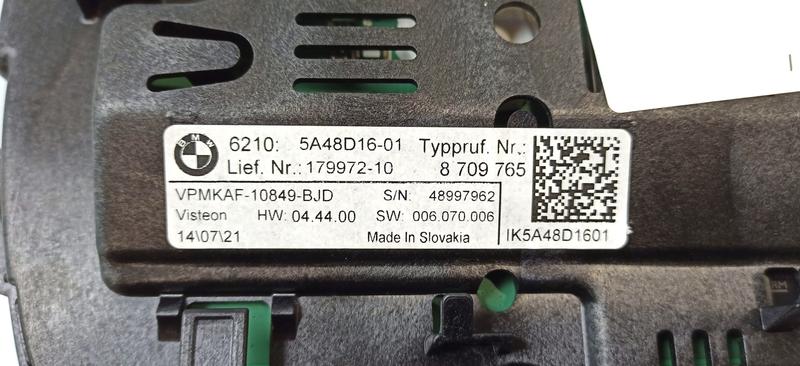 BMW
6210: 5A48D16-01 Typpruf. Nr.:
Lief. Nr.: 179972-10 8 709 765
VPMKAF-10849-BJD S/N: 48997962
Visteon HW: 04.44.00 SW: 006.070.006
14\07\21 Made In Slovakia
IK5A48D1601